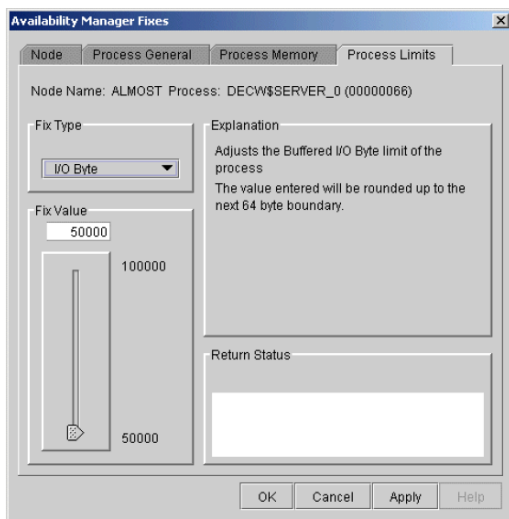 Availability Manager Fixes
Node Process General Process Memory Process Limits
Node Name: ALMOST Process: DECW$SERVER_0 (00000066)
Fix Type
I/O Byte
Explanation
Adjusts the Buffered I/O Byte limit of the
process
The value entered will be rounded up to the
next 64 byte boundary.
Fix Value
50000
100000
50000
Return Status
OK Cancel Apply Help